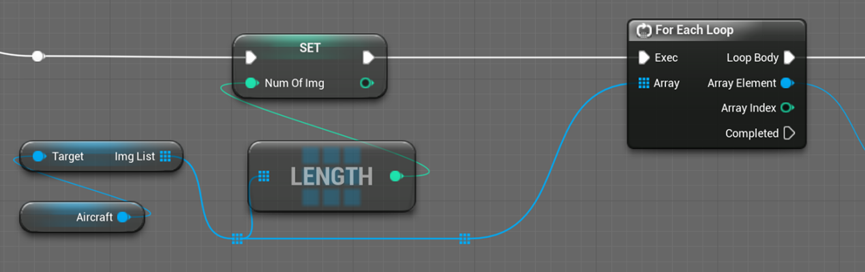 SET
Num Of Img
For Each Loop
Exec
Loop Body
Array
Array Element
Array Index
Completed
Target
Img List
LENGTH
Aircraft